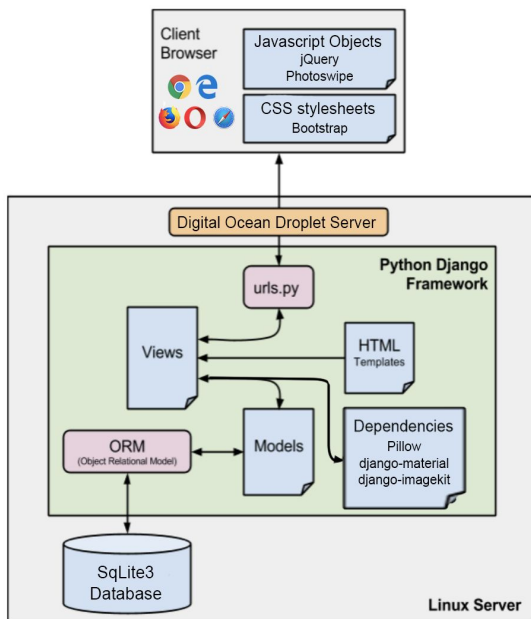 Client
Browser
Javascript Objects
jQuery
Photoswipe
CSS stylesheets
Bootstrap
Digital Ocean Droplet Server
Python Django
Framework
urls.py
Views
HTML
Templates
ORM
(Object Relational Model)
Models
Dependencies
Pillow
django-material
django-imagekit
SqLite3
Database
Linux Server